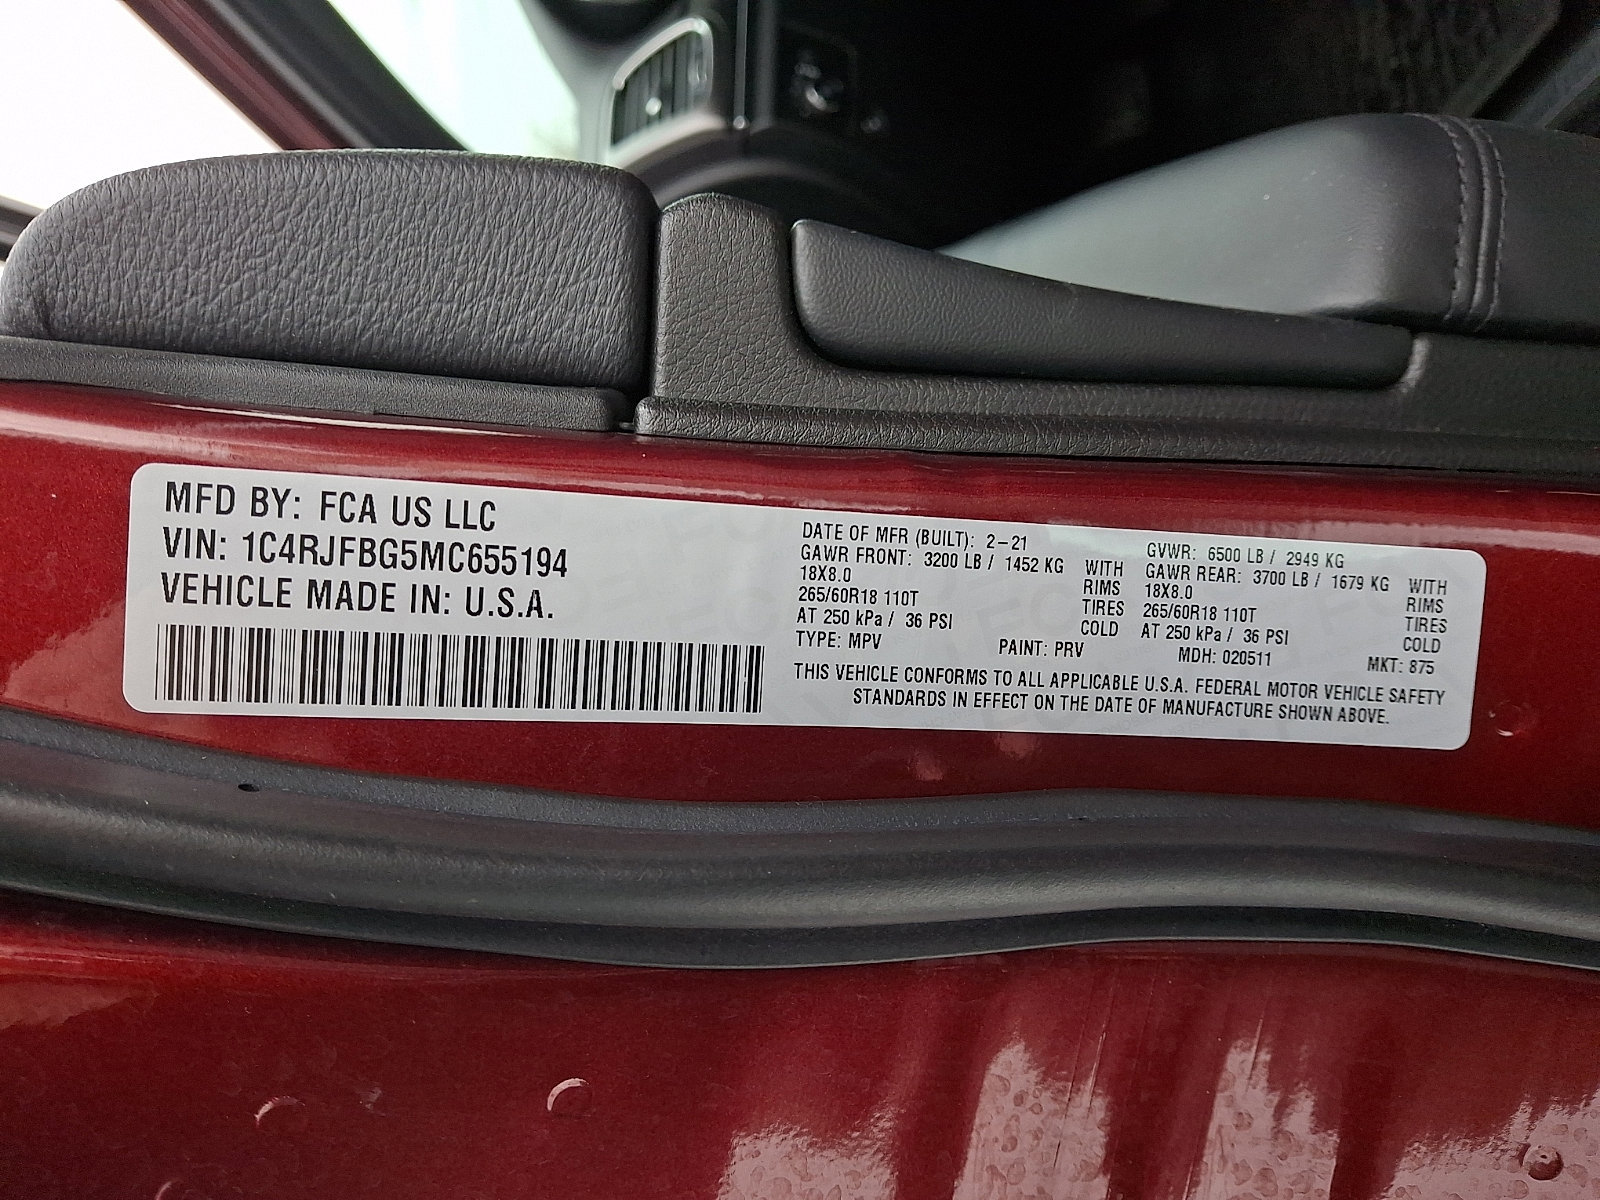 MFD BY: FCA US LLC
VIN: 1C4RJFBG5MC655194
VEHICLE MADE IN: U.S.A.
DATE OF MFR (BUILT): 2-21
GAWR FRONT: 3200 LB / 1452 KG WITH
18X8.0 RIMS
265/60R18 110T TIRES
AT 250 kPa / 36 PSI COLD
GVWR: 6500 LB / 2949 KG
GAWR REAR: 3700 LB / 1679 KG WITH
18X8.0 RIMS
265/60R18 110T TIRES
AT 250 kPa / 36 PSI COLD
TYPE: MPV PAINT: PRV MDH: 020511 MKT: 875
THIS VEHICLE CONFORMS TO ALL APPLICABLE U.S.A. FEDERAL MOTOR VEHICLE SAFETY
STANDARDS IN EFFECT ON THE DATE OF MANUFACTURE SHOWN ABOVE.